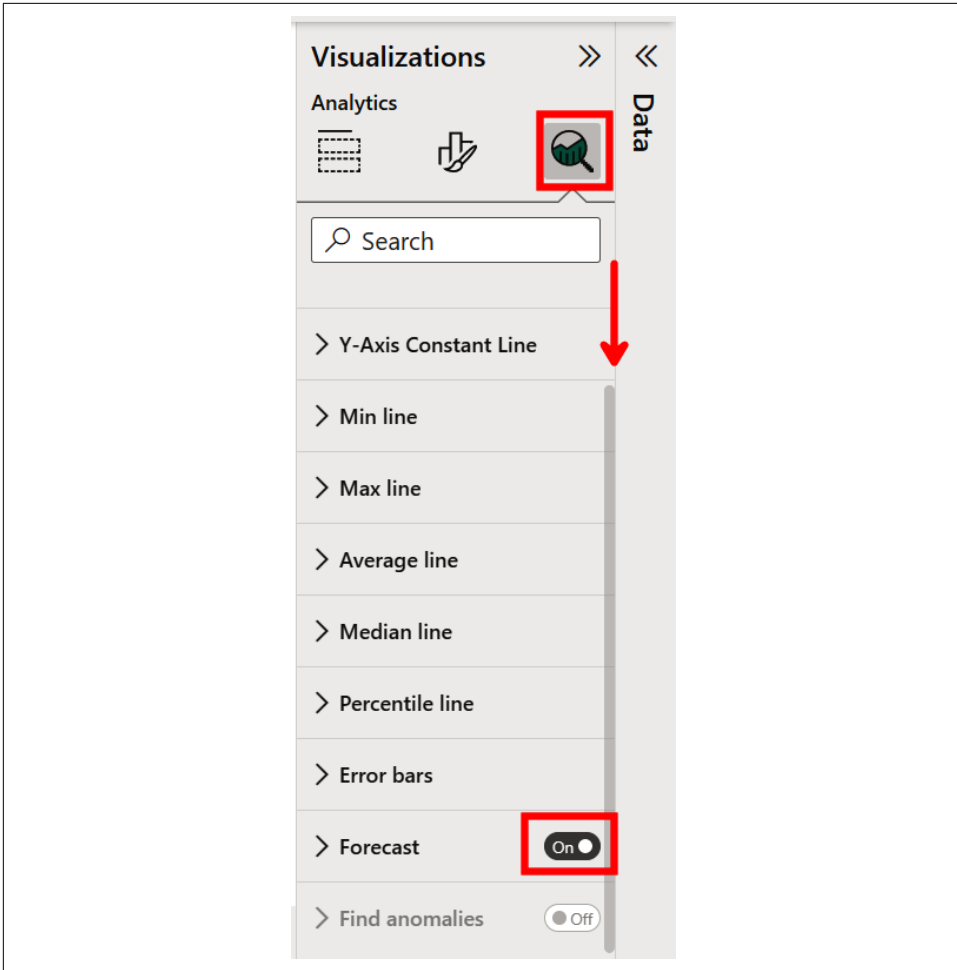 Visualizations
Analytics
Data
Search
Y-Axis Constant Line
Min line
Max line
Average line
Median line
Percentile line
Error bars
Forecast On
Find anomalies Off